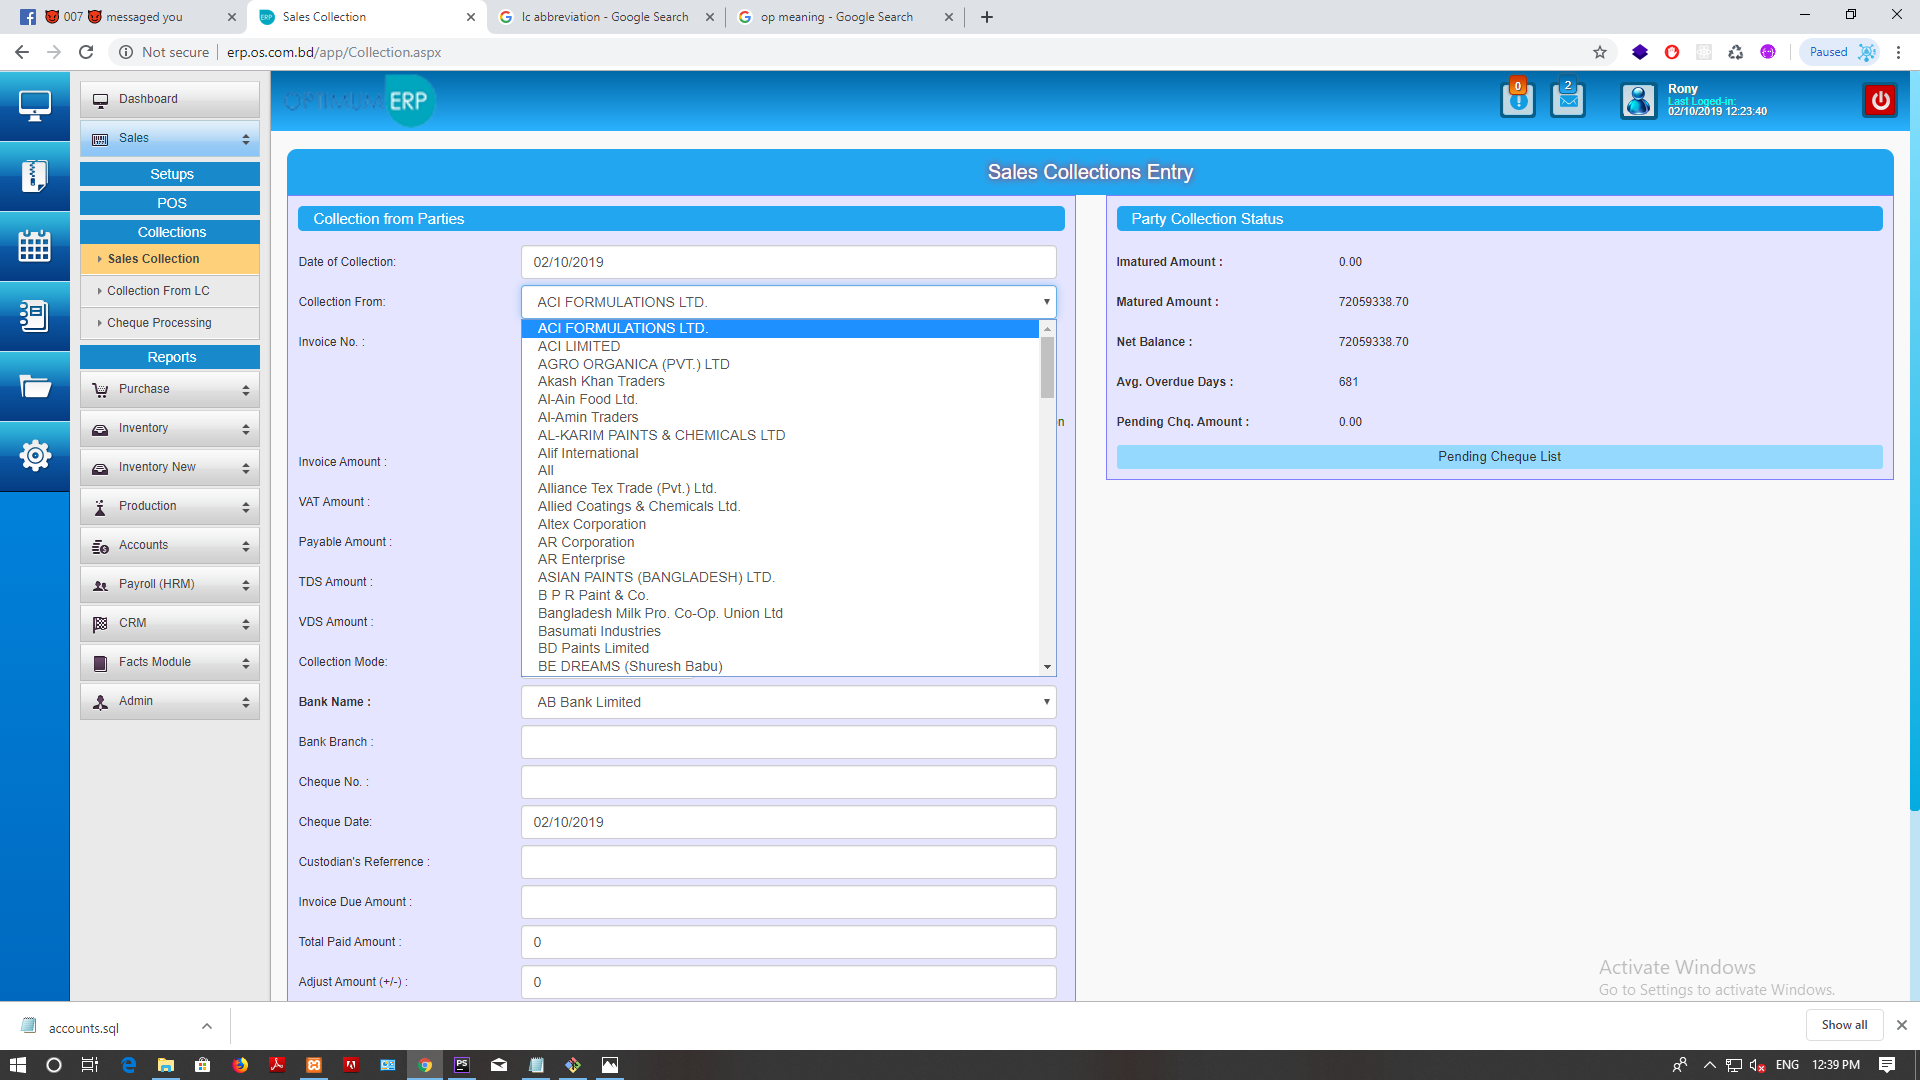 007 😈 messaged you
Sales Collection
lc abbreviation - Google Search
op meaning - Google Search
Not secure
erp.os.com.bd/app/Collection.aspx
Paused
Dashboard
Sales
Setups
POS
Collections
Sales Collection
Collection From LC
Cheque Processing
Reports
Purchase
Inventory
Inventory New
Production
Accounts
Payroll (HRM)
CRM
Facts Module
Admin
OPTIMUM ERP
0
2
Rony
Last Loged-in:
02/10/2019 12:23:40
Sales Collections Entry
Collection from Parties
Date of Collection:
02/10/2019
Collection From:
ACI FORMULATIONS LTD.
ACI FORMULATIONS LTD.
ACI LIMITED
AGRO ORGANICA (PVT.) LTD
Akash Khan Traders
Al-Ain Food Ltd.
Al-Amin Traders
AL-KARIM PAINTS & CHEMICALS LTD
Alif International
All
Alliance Tex Trade (Pvt.) Ltd.
Allied Coatings & Chemicals Ltd.
Altex Corporation
AR Corporation
AR Enterprise
ASIAN PAINTS (BANGLADESH) LTD.
B P R Paint & Co.
Bangladesh Milk Pro. Co-Op. Union Ltd
Basumati Industries
BD Paints Limited
BE DREAMS (Shuresh Babu)
Invoice No. :
n
Invoice Amount :
VAT Amount :
Payable Amount :
TDS Amount :
VDS Amount :
Collection Mode:
Bank Name :
AB Bank Limited
Bank Branch :
Cheque No. :
Cheque Date:
02/10/2019
Custodian's Referrence :
Invoice Due Amount :
Total Paid Amount :
0
Adjust Amount (+/-) :
0
Party Collection Status
Imatured Amount :
0.00
Matured Amount :
72059338.70
Net Balance :
72059338.70
Avg. Overdue Days :
681
Pending Chq. Amount :
0.00
Pending Cheque List
Activate Windows
Go to Settings to activate Windows.
accounts.sql
Show all
PS
ENG
12:39 PM